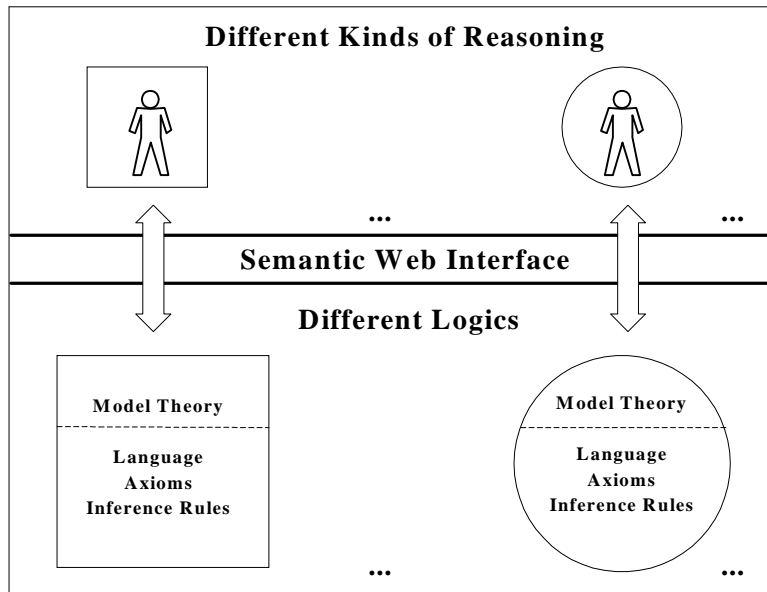 Different Kinds of Reasoning
... ...
Semantic Web Interface
Different Logics
Model Theory
Language
Axioms
Inference Rules
Model Theory
Language
Axioms
Inference Rules
... ...